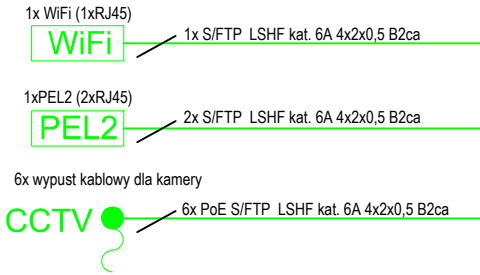 1x WiFi (1xRJ45)
WiFi
1x S/FTP LSHF kat. 6A 4x2x0,5 B2ca
1xPEL2 (2xRJ45)
PEL2
2x S/FTP LSHF kat. 6A 4x2x0,5 B2ca
6x wypust kablowy dla kamery
CCTV
6x PoE S/FTP LSHF kat. 6A 4x2x0,5 B2ca